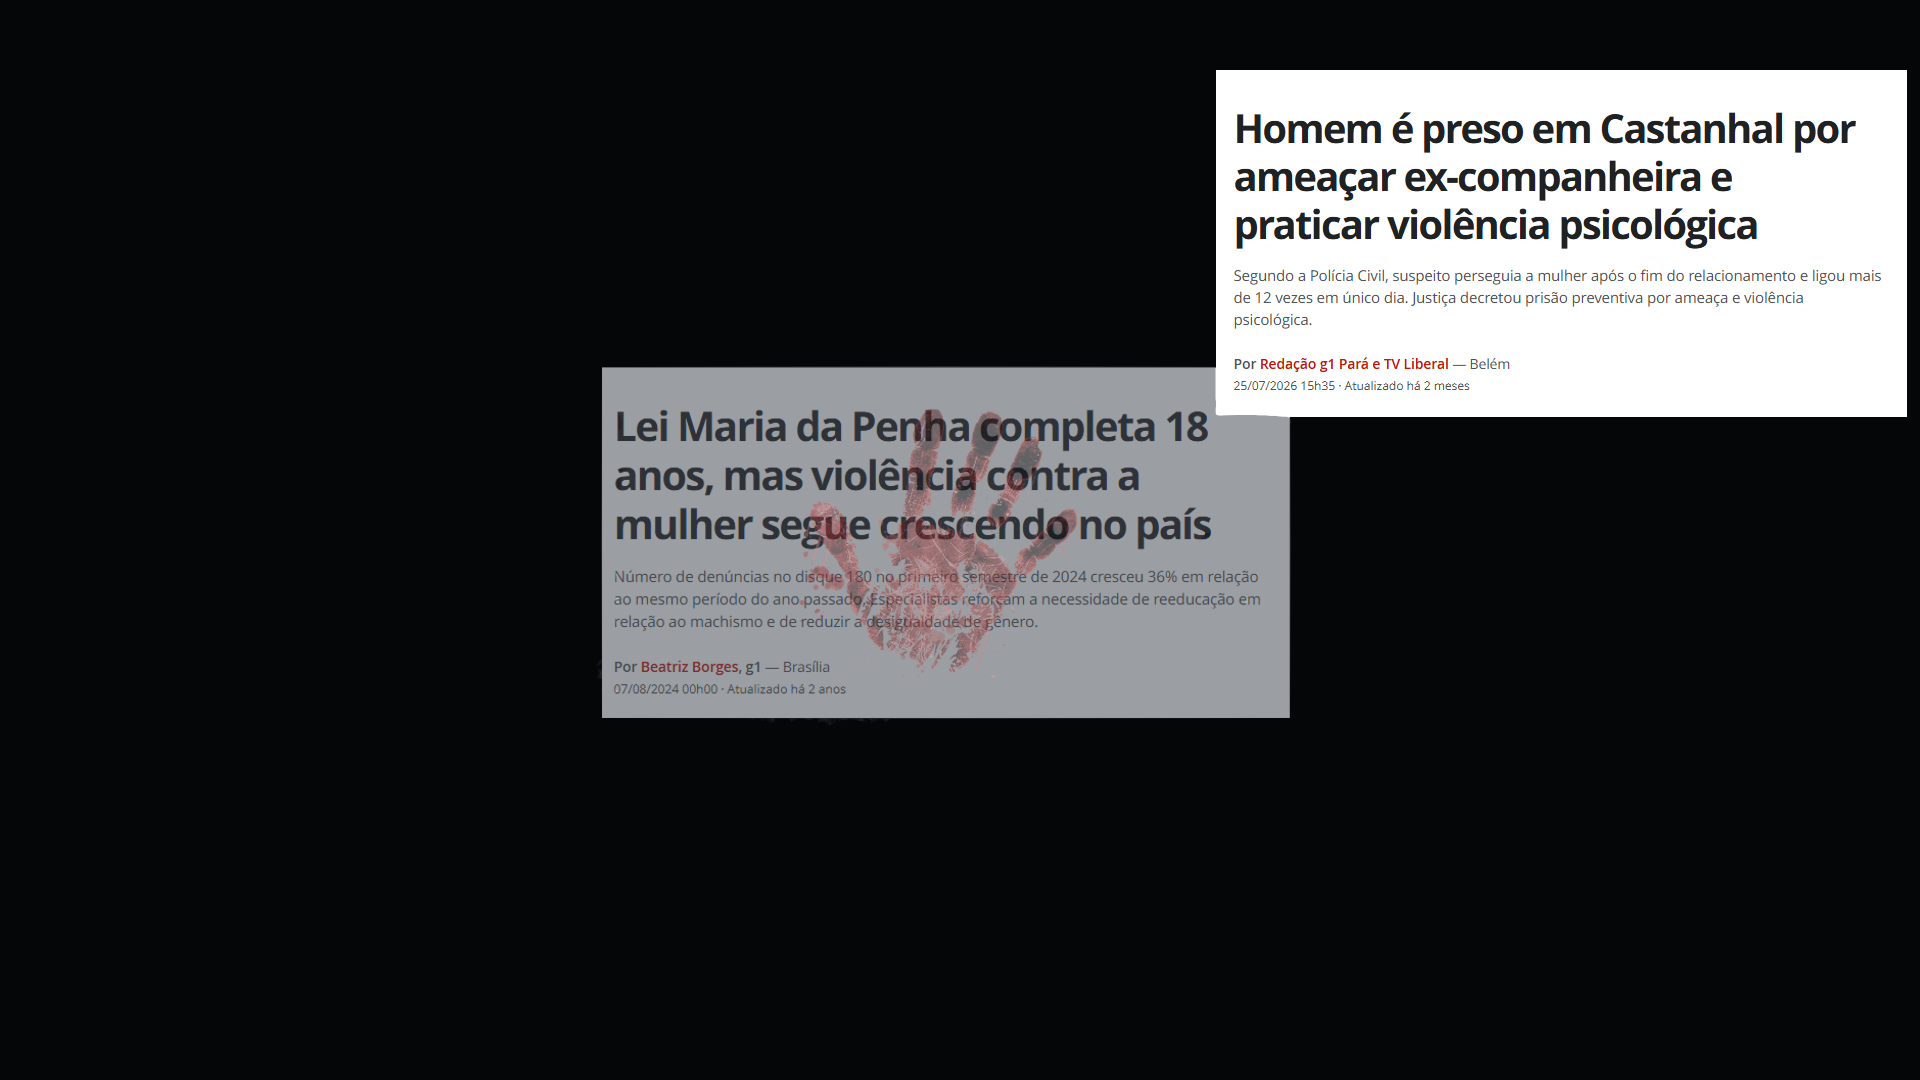 Homem é preso em Castanhal por
ameaçar ex-companheira e
praticar violência psicológica
Segundo a Polícia Civil, suspeito perseguia a mulher após o fim do relacionamento e ligou mais
de 12 vezes em único dia. Justiça decretou prisão preventiva por ameaça e violência
psicológica.
Por Redação g1 Pará e TV Liberal — Belém
25/07/2026 15h35 · Atualizado há 2 meses
Lei Maria da Penha completa 18
anos, mas violência contra a
mulher segue crescendo no país
Número de denúncias no disque 180 no primeiro semestre de 2024 cresceu 36% em relação
ao mesmo período do ano passado. Especialistas reforçam a necessidade de reeducação em
relação ao machismo e de reduzir a desigualdade de gênero.
Por Beatriz Borges, g1 — Brasília
07/08/2024 00h00 · Atualizado há 2 anos